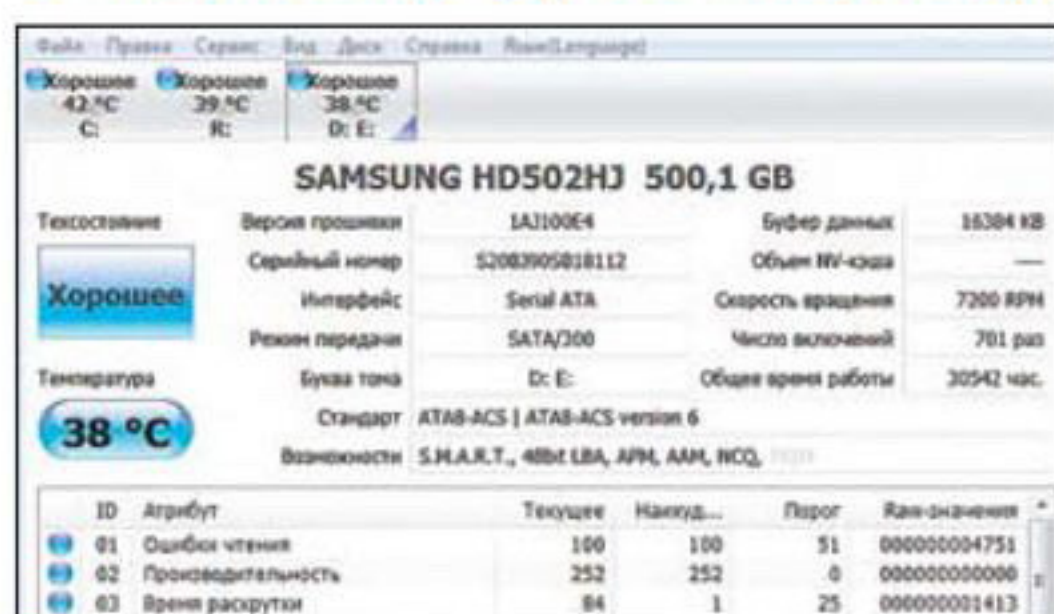 Файл Правка Сервис Вид Диск Справка Язык(Language)
Хорошее Хорошее Хорошее
42 °C 39 °C 38 °C
C: R: D: E:
SAMSUNG HD502HJ 500,1 GB
Техсостояние Версия прошивки 1AJ100E4 Буфер данных 16384 KB
Серийный номер S20B3905818112 Объем NV-кэша ----
Хорошее Интерфейс Serial ATA Скорость вращения 7200 RPM
Режим передачи SATA/300 Число включений 701 раз
Температура Буква тома D: E: Общее время работы 30542 час.
38 °C Стандарт ATA8-ACS | ATA8-ACS version 6
Возможности S.M.A.R.T., 48bit LBA, APM, AAM, NCQ,
ID Атрибут Текущее Наихуд... Порог Raw-значения
01 Ошибки чтения 100 100 51 000000004751
02 Производительность 252 252 0 000000000000
03 Время раскрутки 84 1 25 000000001413